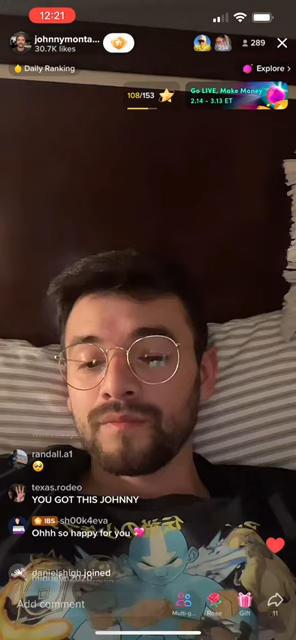 12:21
johnnymonta...
30.7K likes
289
Daily Ranking
Explore >
108/153
Go LIVE, Make Money
2.14 - 3.13 ET
randall.a1
texas.rodeo
YOU GOT THIS JOHNNY
185 sh00k4eva
Ohhh so happy for you
danielshigh joined
Add comment
Multi-g...
Rose
Gift
11